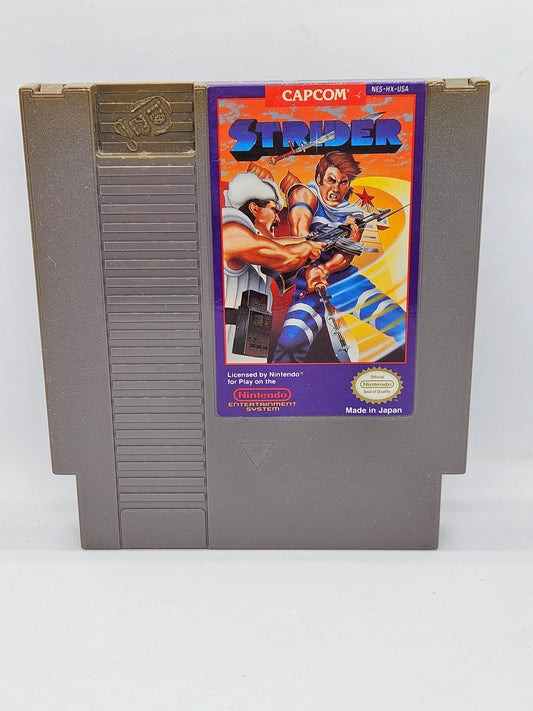 CAPCOM®
NES-HX-USA
STRIDER
Licensed by Nintendo®
for Play on the
Nintendo
ENTERTAINMENT
SYSTEM
Official
Nintendo
Seal of Quality
Made in Japan